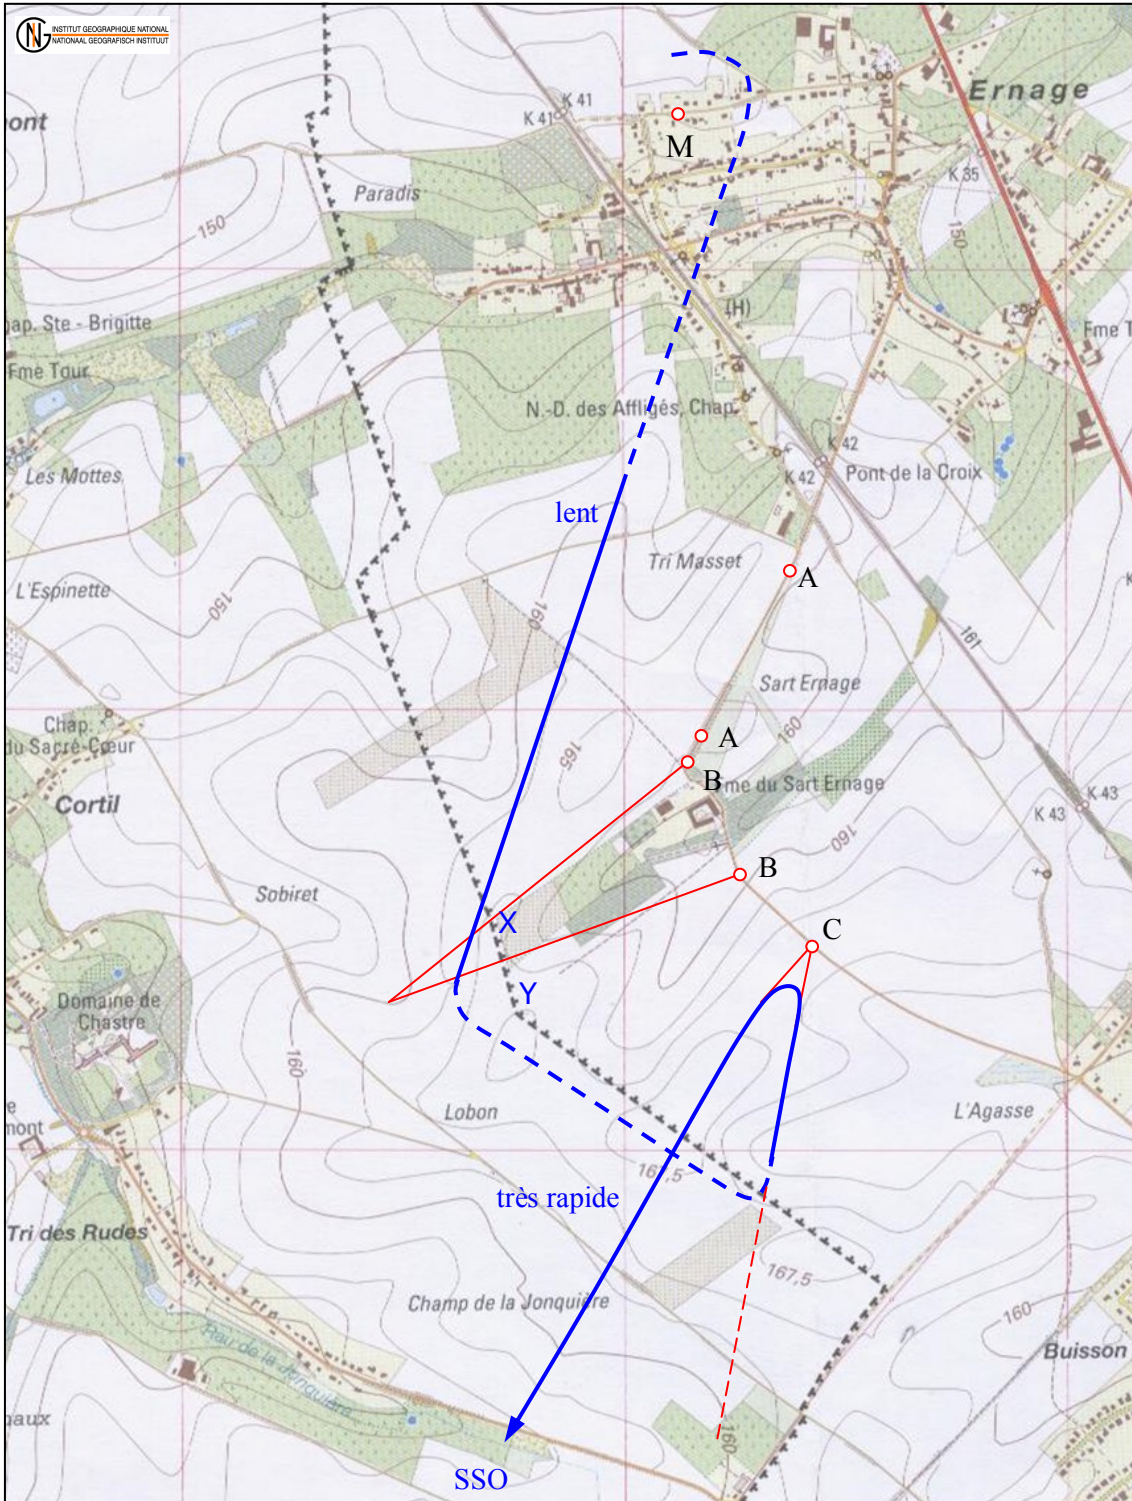 INSTITUT GEOGRAPHIQUE NATIONAL
NATIONAAL GEOGRAFISCH INSTITUUT
Ernage
ont
K 41
K 41
M
K 35
Paradis
150
150
(H)
hap. Ste - Brigitte
Fme T
Fme Tour
N.-D. des Affligés, Chap.
K 42
Les Mottes
K 42
Pont de la Croix
lent
Tri Masset
A
L'Espinette
150
160
161
K
Sart Ernage
Chap.
du Sacré-Cœur
A
160
165
B
me du Sart Ernage
Cortil
K 43
K 43
160
B
Sobiret
X
C
Y
Domaine de
Chastre
160
e
mont
Lobon
L'Agasse
167,5
très rapide
Tri des Rudes
167,5
Champ de la Jonquière
160
Rau de la Jonquière
Buisson
aux
160
SSO